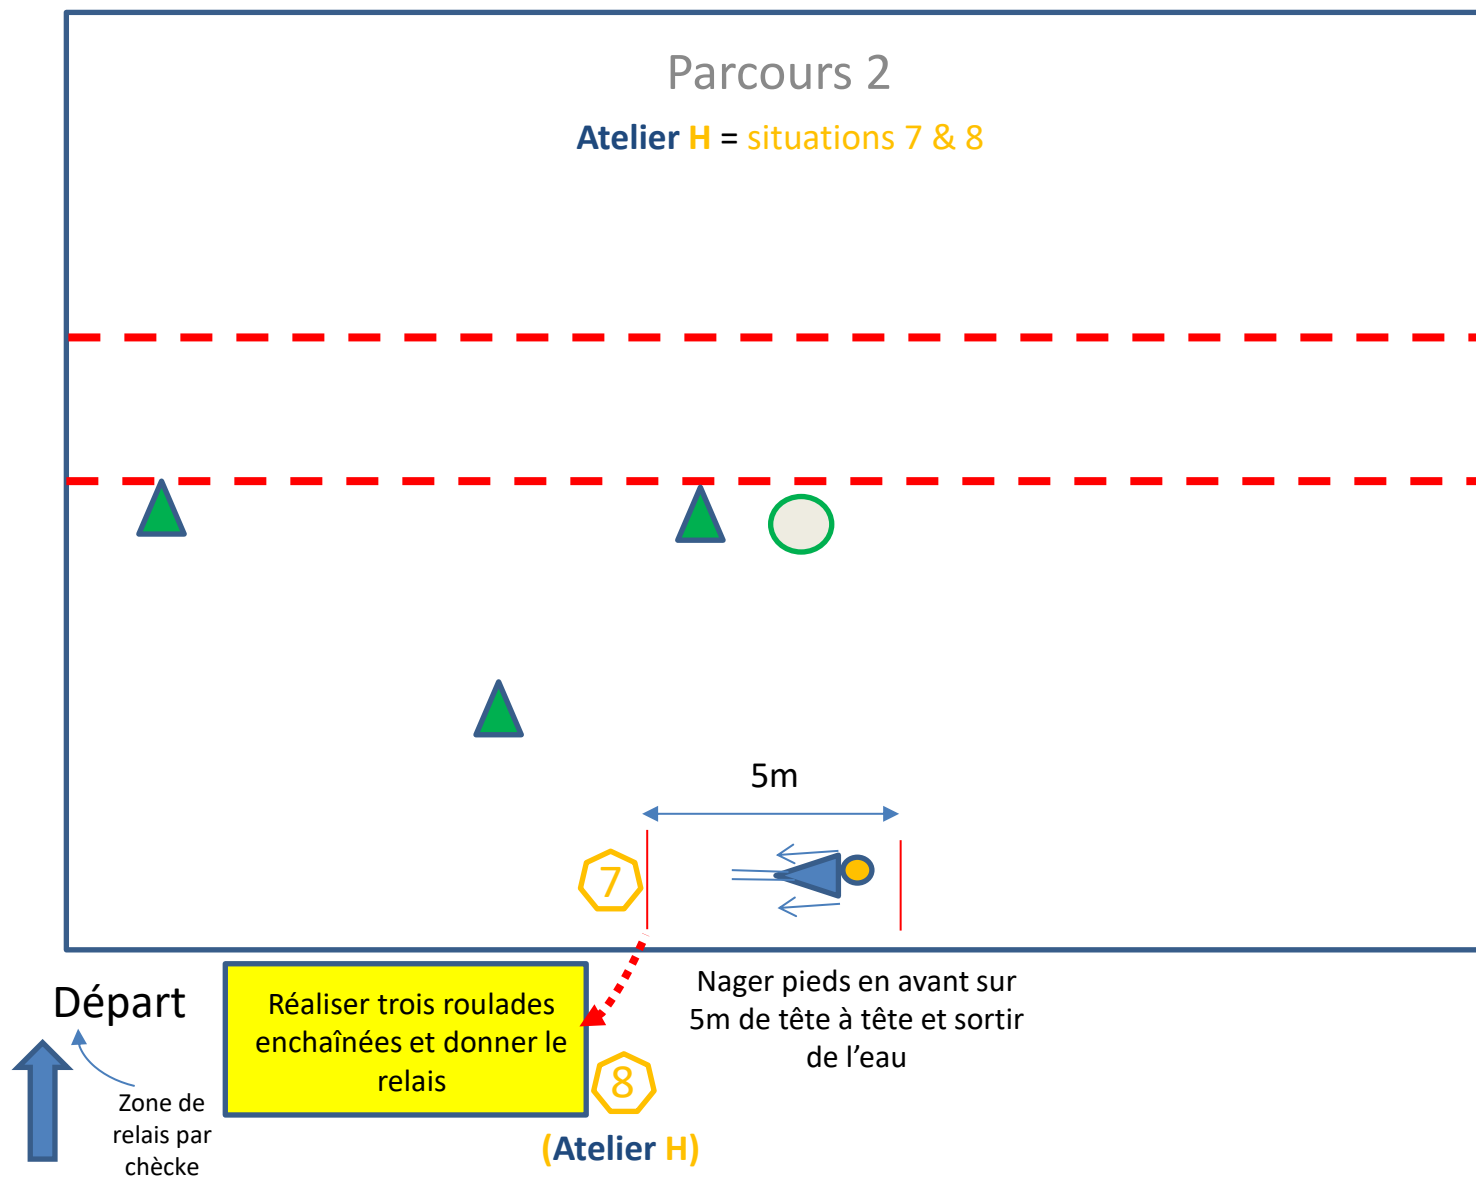 Parcours 2
Atelier H = situations 7 & 8
5m
7
Nager pieds en avant sur
5m de tête à tête et sortir
de l’eau
Départ
Réaliser trois roulades
enchaînées et donner le
relais
8
(Atelier H)
Zone de
relais par
chècke